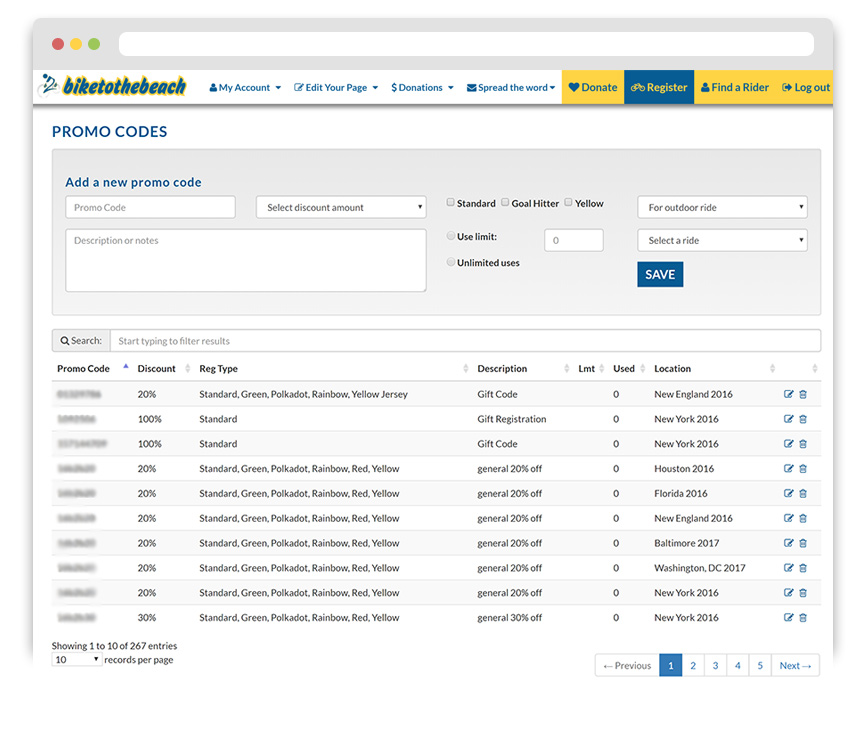 biketothebeach My Account Edit Your Page $ Donations Spread the word Donate Register Find a Rider Log out
PROMO CODES
Add a new promo code
Promo Code Select discount amount Standard Goal Hitter Yellow For outdoor ride
Description or notes Use limit: 0 Select a ride
Unlimited uses SAVE
Search: Start typing to filter results
Promo Code Discount Reg Type Description Lmt Used Location
20% Standard, Green, Polkadot, Rainbow, Yellow Jersey Gift Code 0 New England 2016
100% Standard Gift Registration 0 New York 2016
100% Standard Gift Code 0 New York 2016
20% Standard, Green, Polkadot, Rainbow, Red, Yellow general 20% off 0 Houston 2016
20% Standard, Green, Polkadot, Rainbow, Red, Yellow general 20% off 0 Florida 2016
20% Standard, Green, Polkadot, Rainbow, Red, Yellow general 20% off 0 New England 2016
20% Standard, Green, Polkadot, Rainbow, Red, Yellow general 20% off 0 Baltimore 2017
20% Standard, Green, Polkadot, Rainbow, Red, Yellow general 20% off 0 Washington, DC 2017
20% Standard, Green, Polkadot, Rainbow, Red, Yellow general 20% off 0 New York 2016
30% Standard, Green, Polkadot, Rainbow, Red, Yellow general 30% off 0 New York 2016
Showing 1 to 10 of 267 entries
10 records per page
← Previous 1 2 3 4 5 Next →